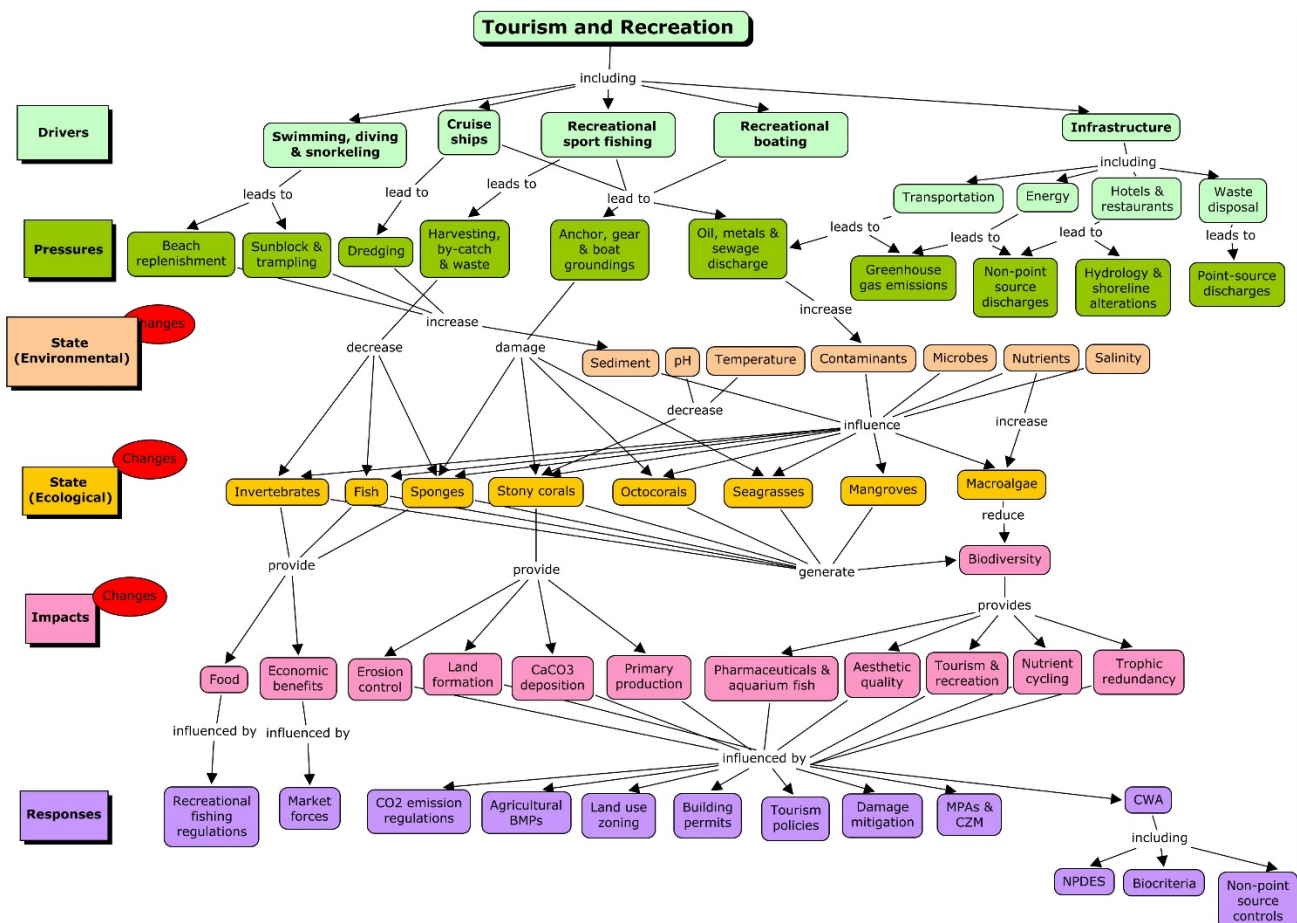 Tourism and Recreation
including
Drivers
Swimming, diving
& snorkeling
Cruise
ships
Recreational
sport fishing
Recreational
boating
Infrastructure
including
Transportation
Energy
Hotels &
restaurants
Waste
disposal
leads to
lead to
leads to
lead to
leads to
leads to
lead to
leads to
Pressures
Beach
replenishment
Sunblock &
trampling
Dredging
Harvesting,
by-catch
& waste
Anchor, gear
& boat
groundings
Oil, metals &
sewage
discharge
Greenhouse
gas emissions
Non-point
source
discharges
Hydrology &
shoreline
alterations
Point-source
discharges
Changes
State
(Environmental)
increase
increase
decrease
damage
Sediment
pH
Temperature
Contaminants
Microbes
Nutrients
Salinity
decrease
influence
increase
Changes
State
(Ecological)
Invertebrates
Fish
Sponges
Stony corals
Octocorals
Seagrasses
Mangroves
Macroalgae
reduce
provide
provide
generate
Biodiversity
Changes
Impacts
provides
Food
Economic
benefits
Erosion
control
Land
formation
CaCO3
deposition
Primary
production
Pharmaceuticals &
aquarium fish
Aesthetic
quality
Tourism &
recreation
Nutrient
cycling
Trophic
redundancy
influenced by
influenced by
influenced by
Responses
Recreational
fishing
regulations
Market
forces
CO2 emission
regulations
Agricultural
BMPs
Land use
zoning
Building
permits
Tourism
policies
Damage
mitigation
MPAs &
CZM
CWA
including
NPDES
Biocriteria
Non-point
source
controls